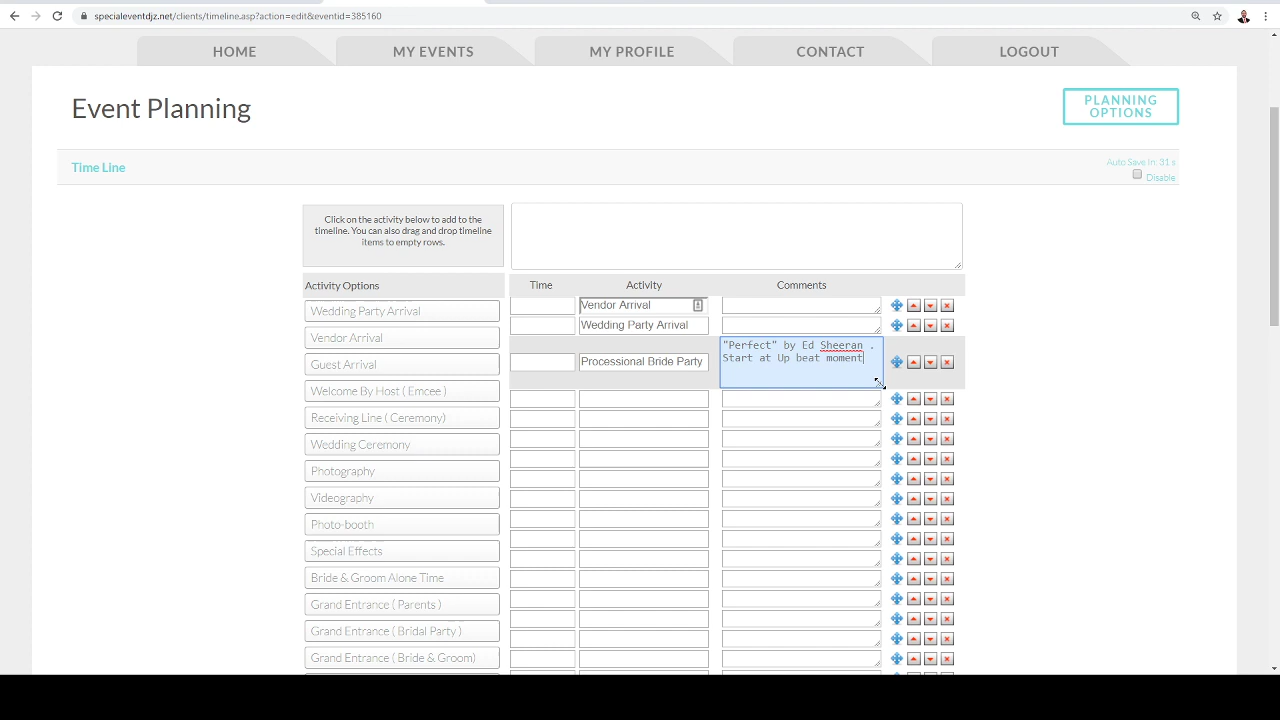 specialeventdjz.net/clients/timeline.asp?action=edit&eventid=385160
HOME
MY EVENTS
MY PROFILE
CONTACT
LOGOUT
Event Planning
PLANNING
OPTIONS
Time Line
Auto Save In: 31 s
Disable
Click on the activity below to add to the
timeline. You can also drag and drop timeline
items to empty rows.
Activity Options
Time
Activity
Comments
Wedding Party Arrival
Vendor Arrival
Guest Arrival
Welcome By Host ( Emcee )
Receiving Line ( Ceremony)
Wedding Ceremony
Photography
Videography
Photo-booth
Special Effects
Bride & Groom Alone Time
Grand Entrance ( Parents )
Grand Entrance ( Bridal Party )
Grand Entrance ( Bride & Groom)
Vendor Arrival
Wedding Party Arrival
Processional Bride Party
"Perfect" by Ed Sheeran .
Start at Up beat moment